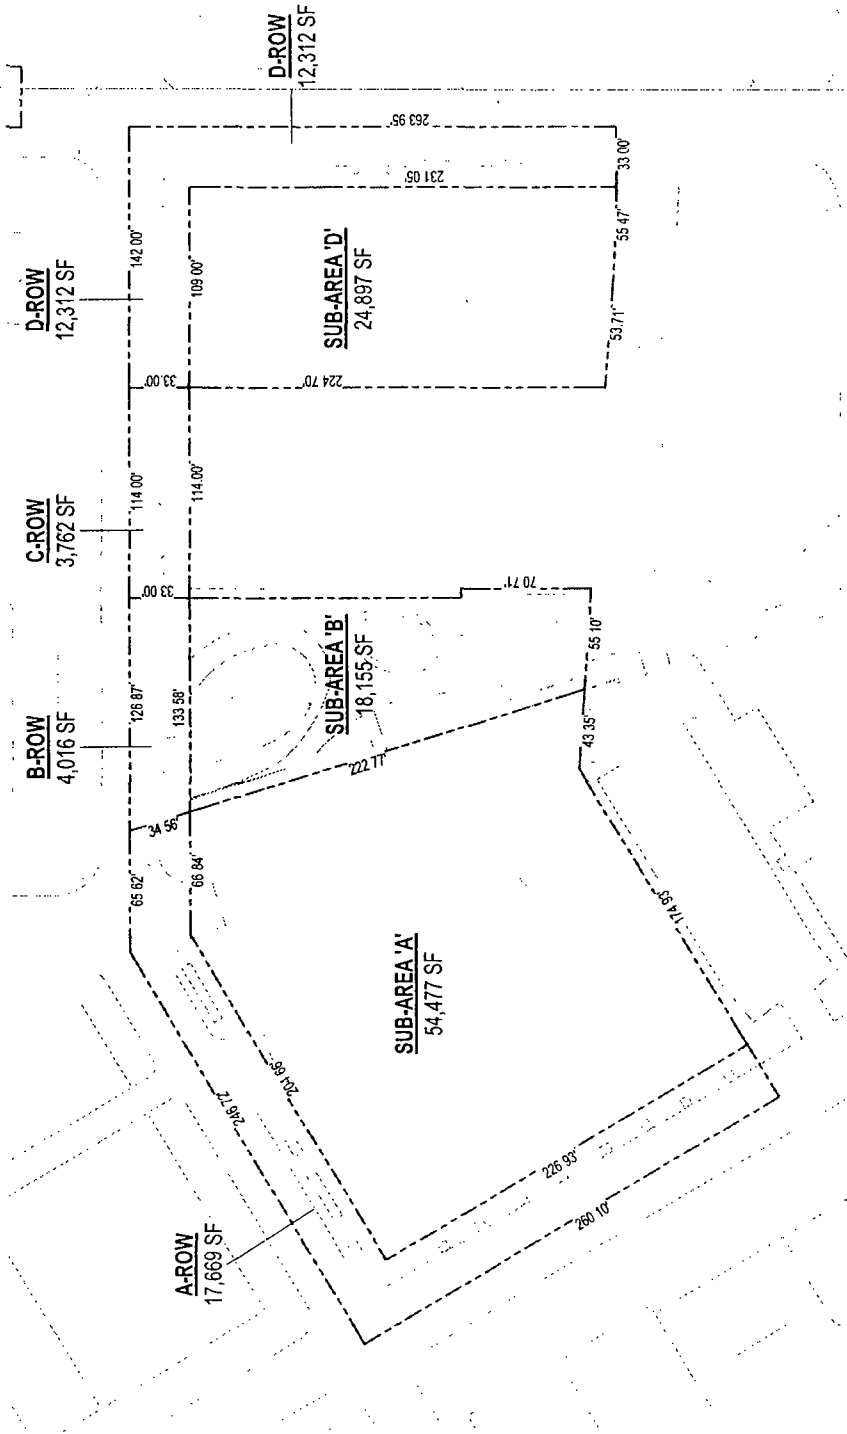 D-ROW
12,312 SF
263 95'
33 00'
231 05'
55 47'
142 00'
D-ROW
12,312 SF
109 00'
SUB-AREA 'D'
24,897 SF
53.71'
33.00'
224 70'
114 00'
114.00'
C-ROW
3,762 SF
33 00'
70 71'
55 10'
SUB-AREA 'B'
18,155 SF
126 87'
133 58'
B-ROW
4,016 SF
43 35'
222 77'
34 56'
65 62'
66 84'
174 93'
SUB-AREA 'A'
54,477 SF
204 66'
246 72'
226 93'
260 10'
A-ROW
17,669 SF